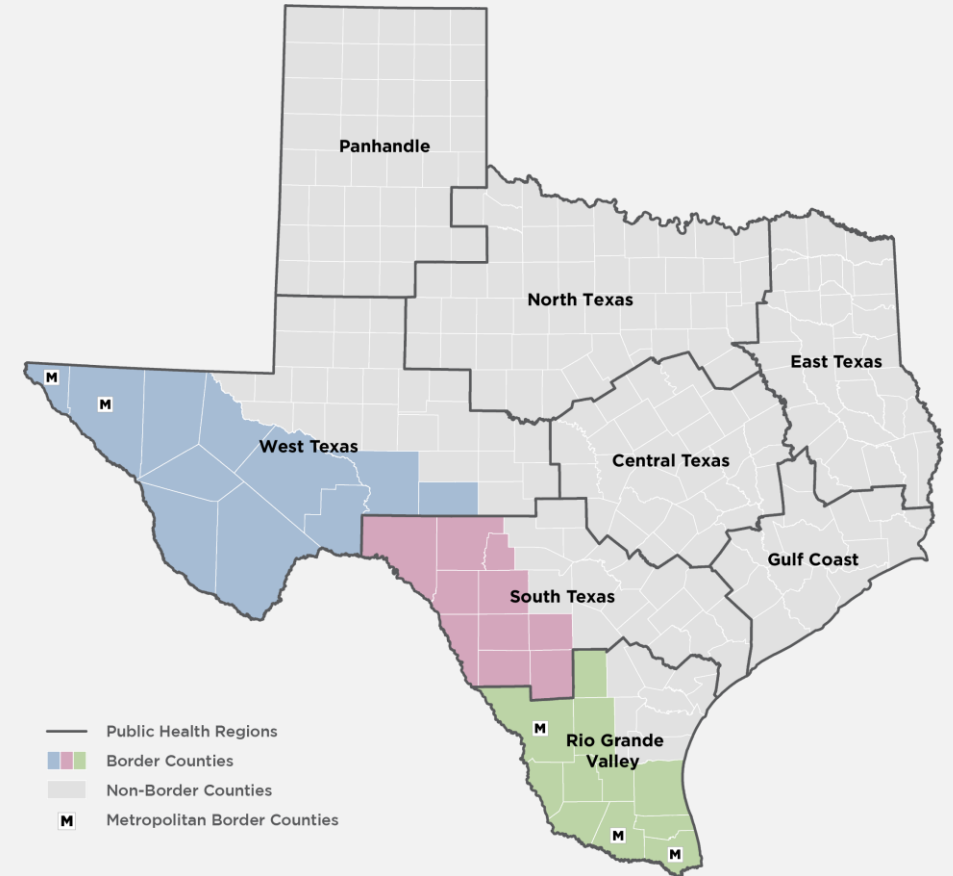 Panhandle
North Texas
East Texas
M
M
West Texas
Central Texas
Gulf Coast
South Texas
M
Rio Grande
Valley
M
M
Public Health Regions
Border Counties
Non-Border Counties
M Metropolitan Border Counties